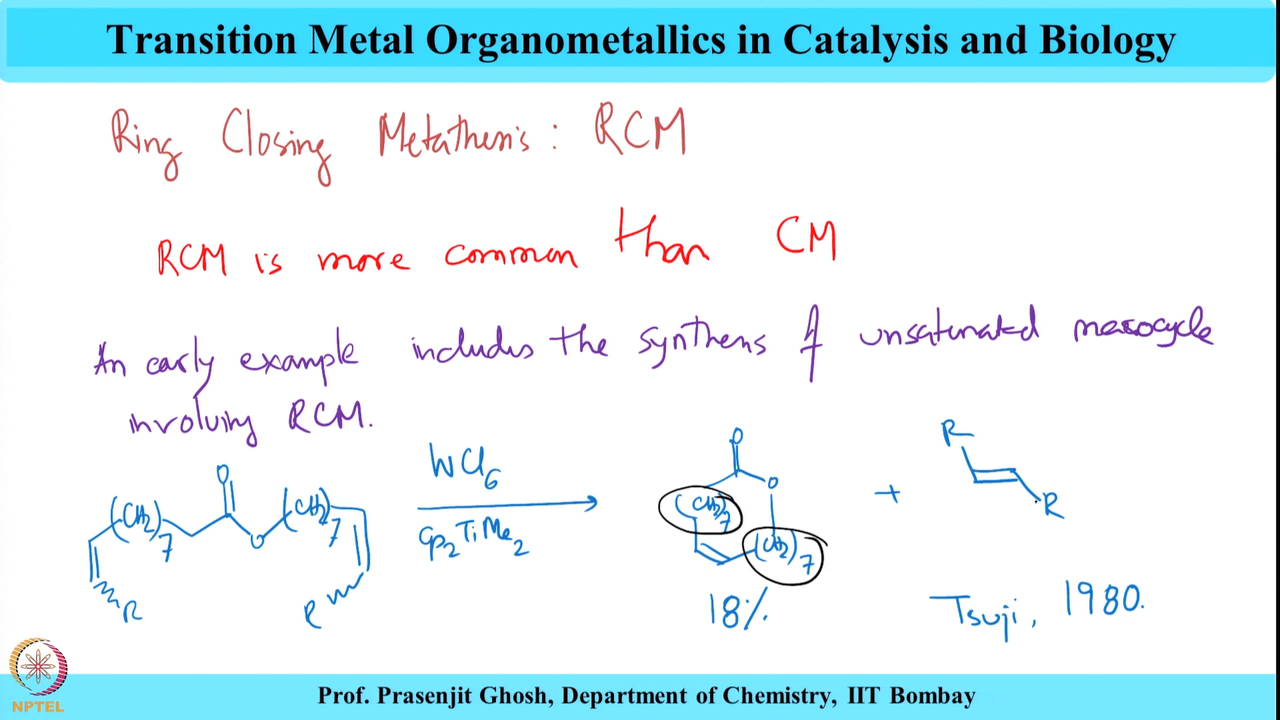 Transition Metal Organometallics in Catalysis and Biology
Ring Closing Metathesis: RCM
RCM is more common than CM
An early example includes the synthesis of unsaturated mesocycle
involving RCM.
O (CH2)7 O (CH2)7 R R
WCl6
Cp2TiMe2
O O (CH2)7 (CH2)7
18%
+
R R
Tsuji, 1980.
NPTEL
Prof. Prasenjit Ghosh, Department of Chemistry, IIT Bombay